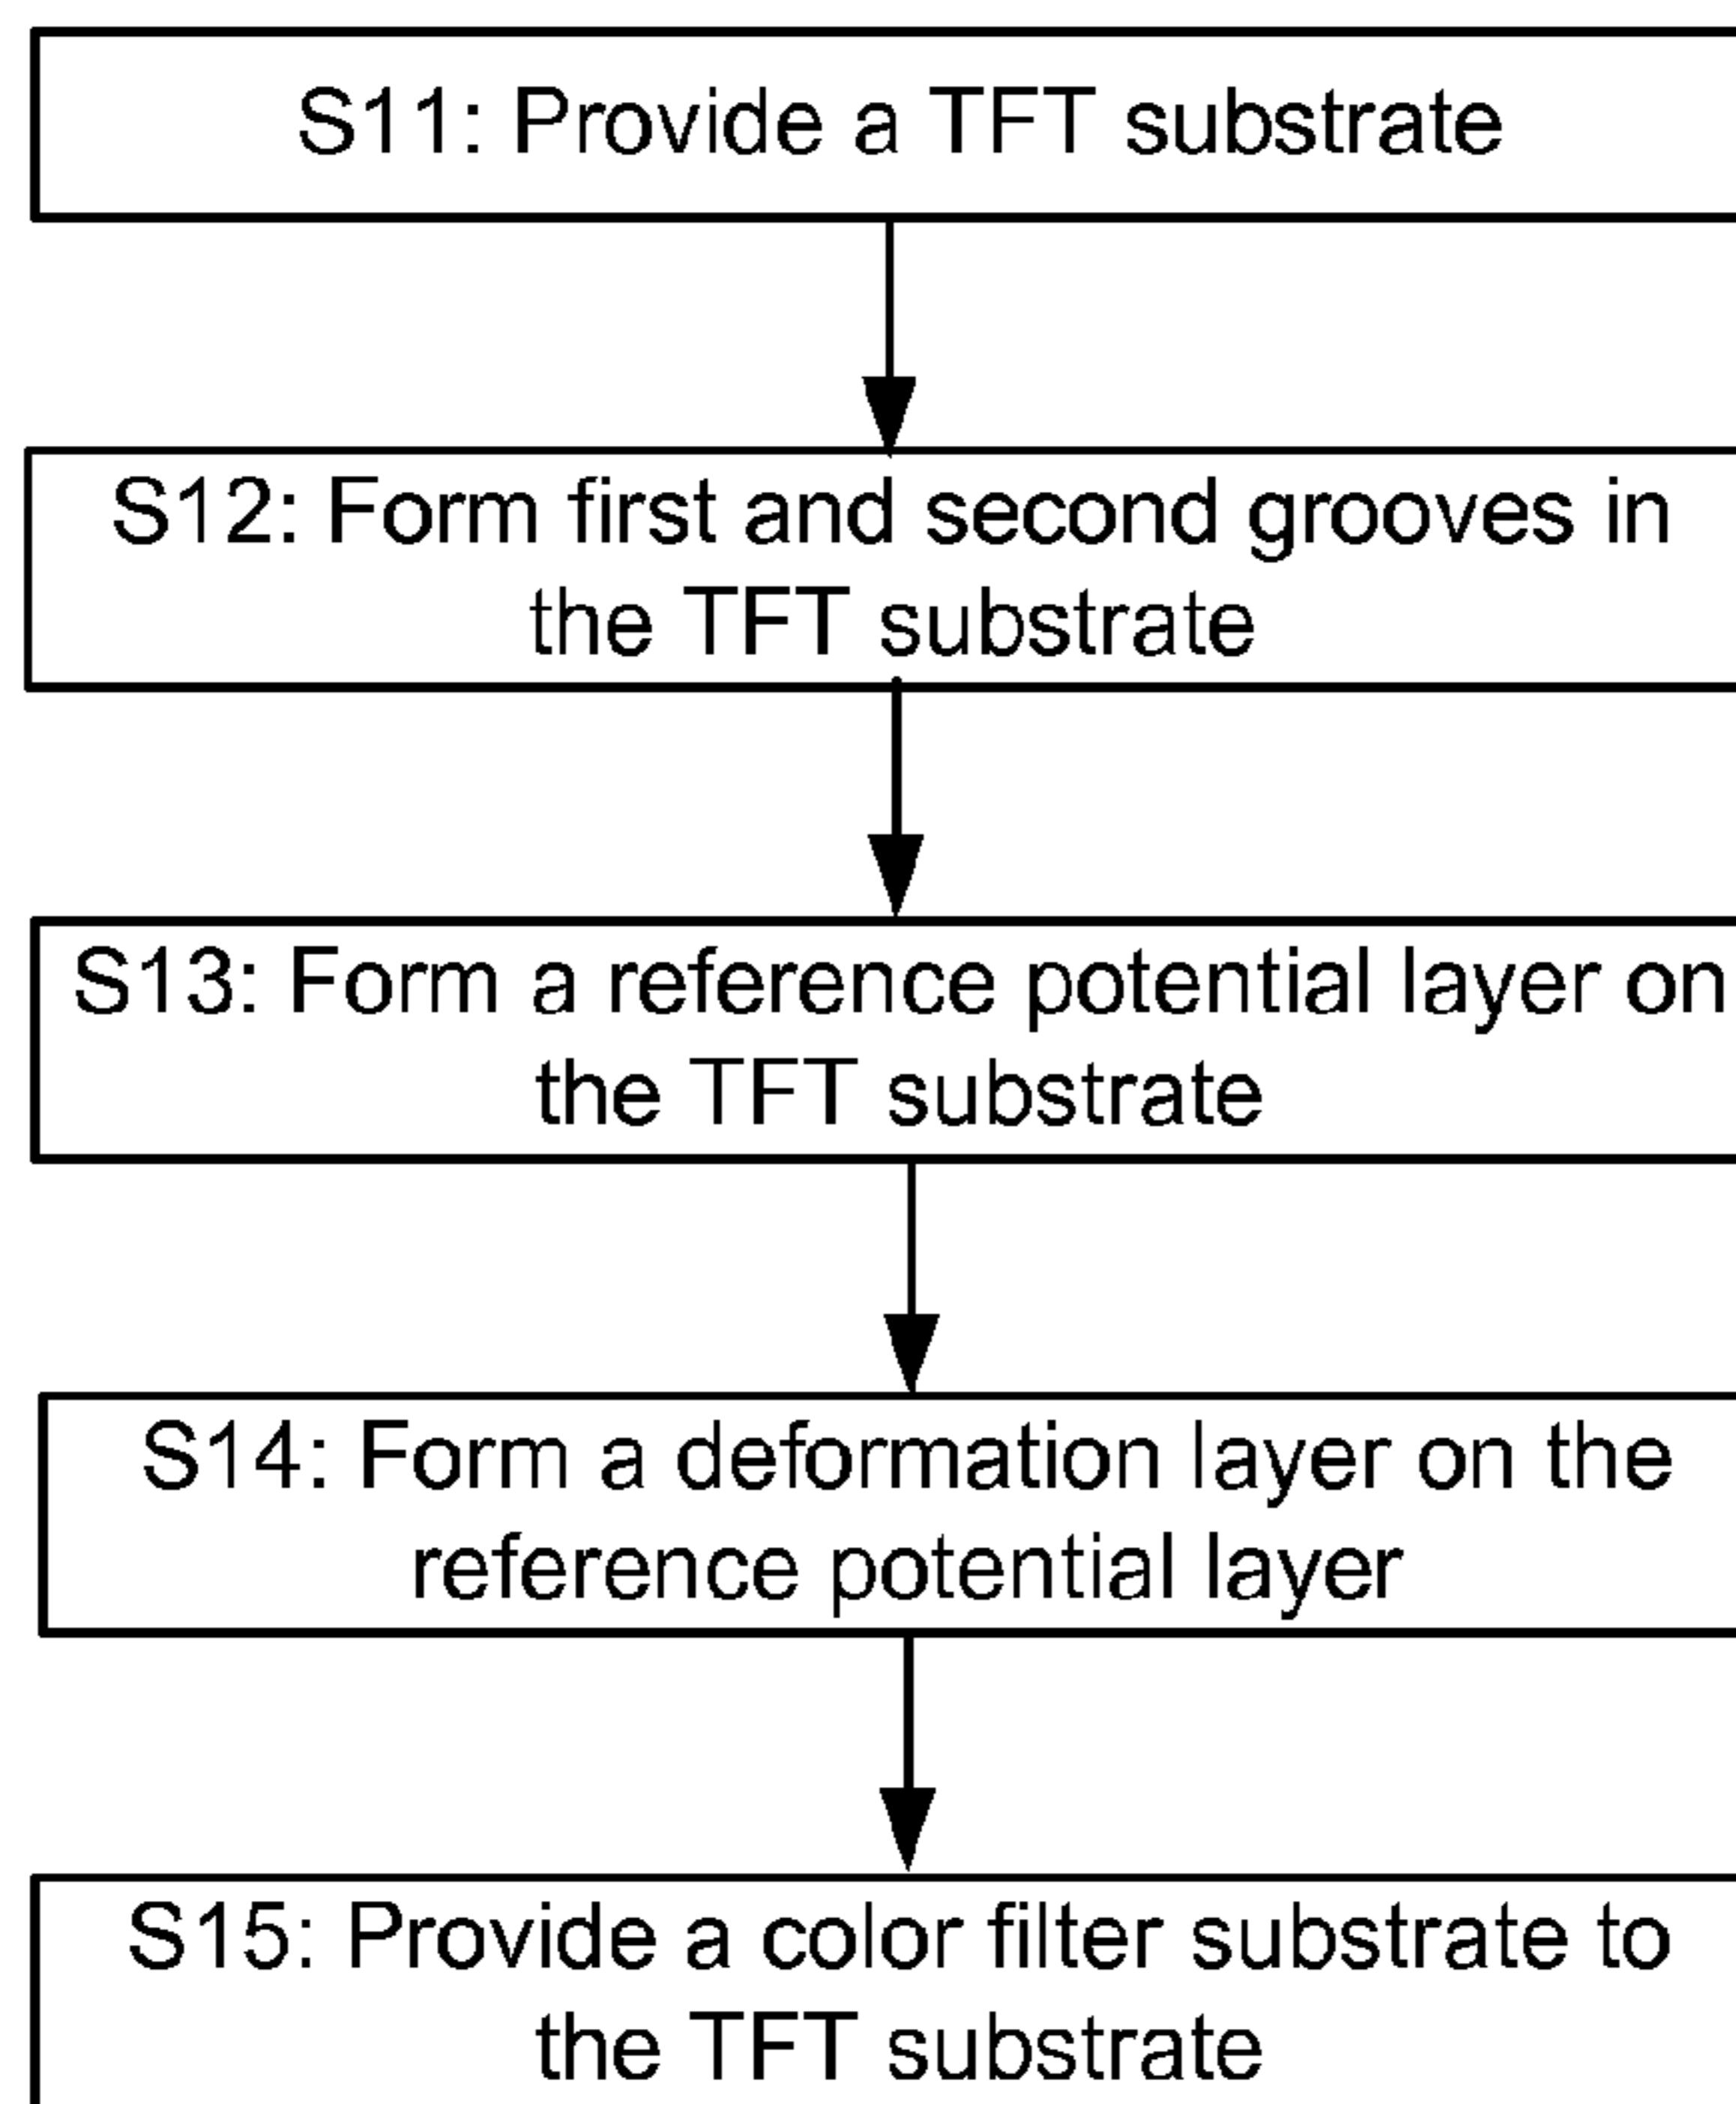 S11: Provide a TFT substrate
S12: Form first and second grooves in
the TFT substrate
S13: Form a reference potential layer on
the TFT substrate
S14: Form a deformation layer on the
reference potential layer
S15: Provide a color filter substrate to
the TFT substrate